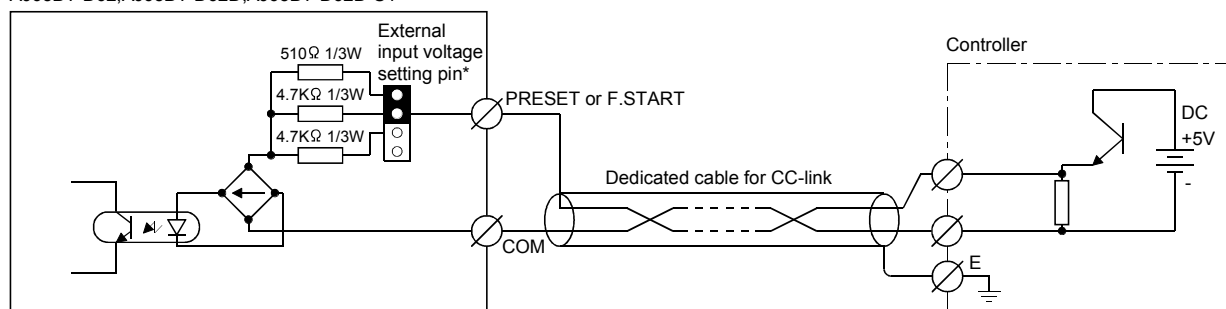 External
input voltage
setting pin*
510Ω 1/3W
4.7KΩ 1/3W
4.7KΩ 1/3W
PRESET or F.START
COM
Dedicated cable for CC-link
Controller
DC
+5V
-
E